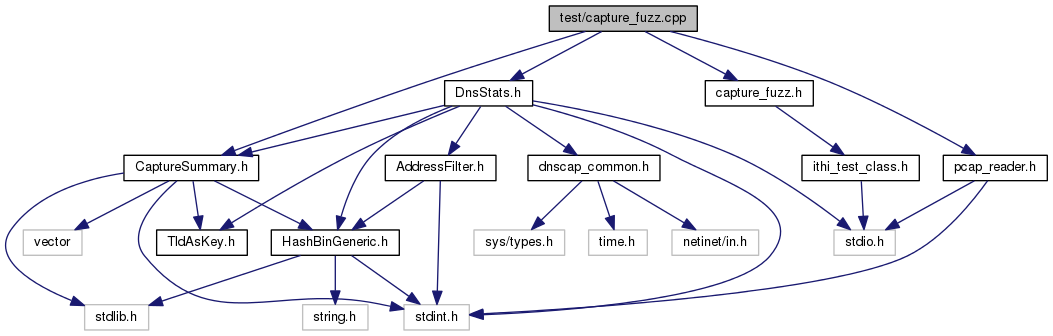 test/capture_fuzz.cpp
DnsStats.h
capture_fuzz.h
CaptureSummary.h
AddressFilter.h
dnscap_common.h
ithi_test_class.h
pcap_reader.h
vector
TldAsKey.h
HashBinGeneric.h
sys/types.h
time.h
netinet/in.h
stdio.h
stdlib.h
string.h
stdint.h